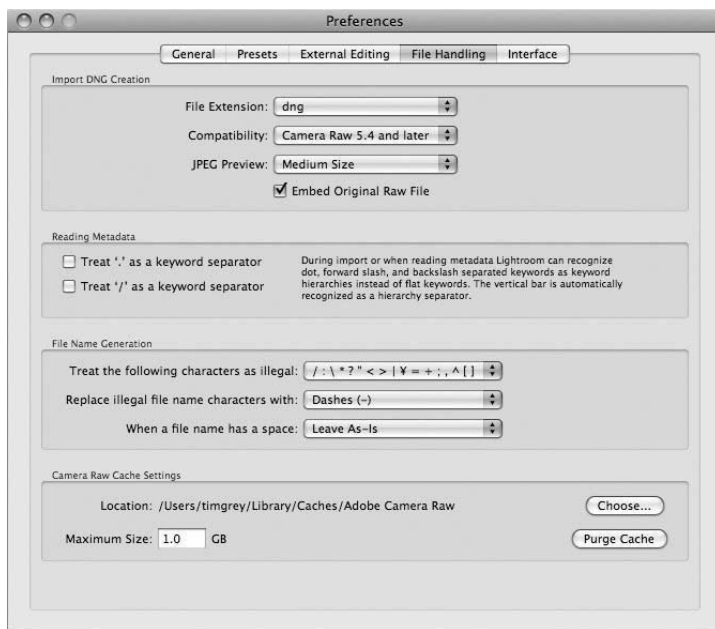 Preferences
General Presets External Editing File Handling Interface
Import DNG Creation
File Extension: dng
Compatibility: Camera Raw 5.4 and later
JPEG Preview: Medium Size
Embed Original Raw File
Reading Metadata
Treat '.' as a keyword separator
Treat '/' as a keyword separator
During import or when reading metadata Lightroom can recognize
dot, forward slash, and backslash separated keywords as keyword
hierarchies instead of flat keywords. The vertical bar is automatically
recognized as a hierarchy separator.
File Name Generation
Treat the following characters as illegal: / : \ * ? " < > | ¥ = + ; , ^ [ ]
Replace illegal file name characters with: Dashes (-)
When a file name has a space: Leave As-Is
Camera Raw Cache Settings
Location: /Users/timgrey/Library/Caches/Adobe Camera Raw Choose...
Maximum Size: 1.0 GB Purge Cache